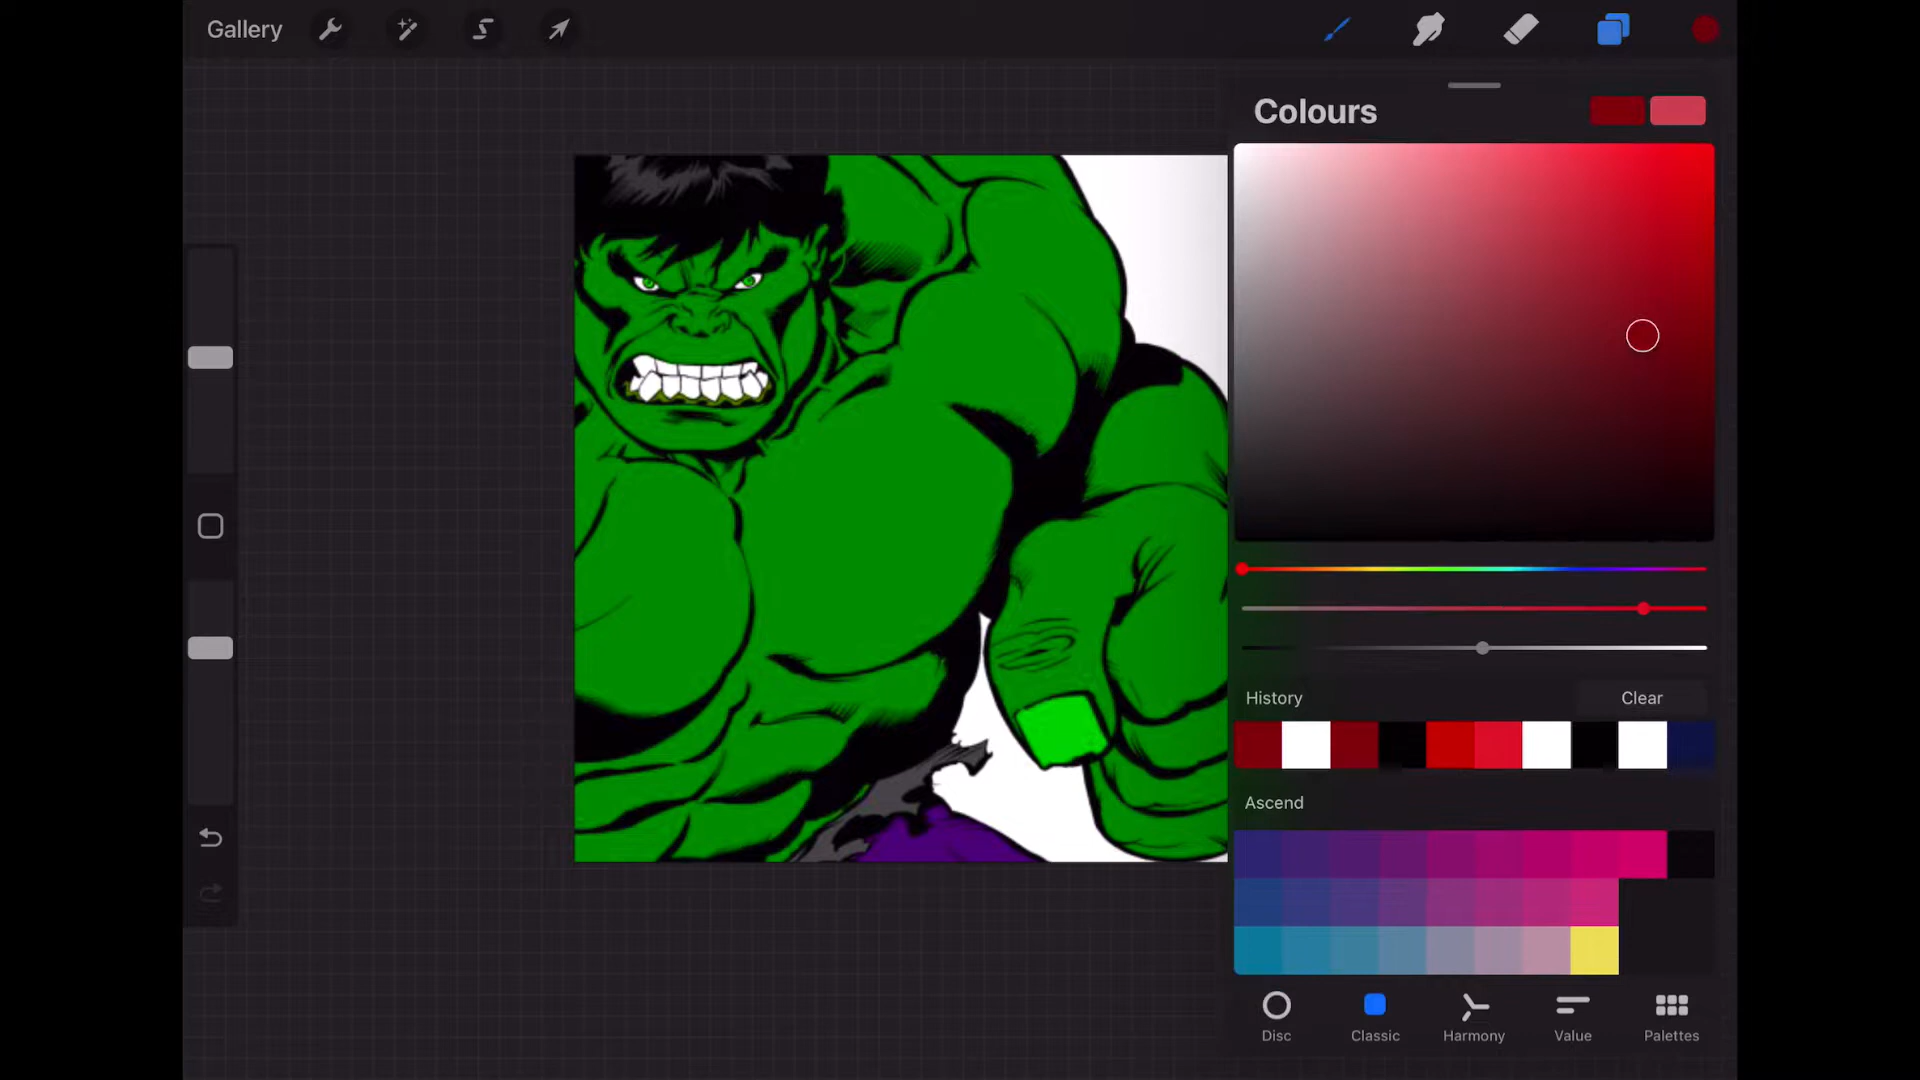 Gallery
Colours
History
Clear
Ascend
Disc
Classic
Harmony
Value
Palettes